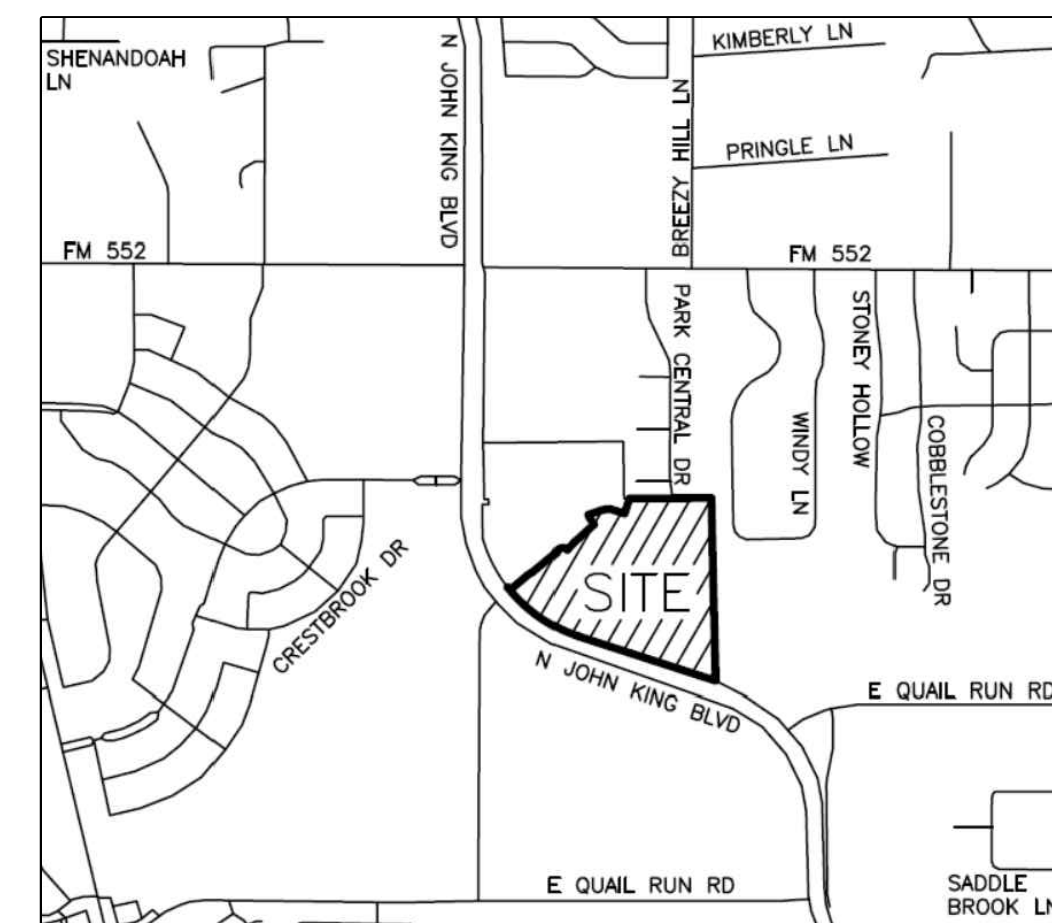 SHENANDOAH
LN
N JOHN KING BLVD
KIMBERLY LN
BREEZY HILL LN
PRINGLE LN
FM 552
FM 552
PARK CENTRAL DR
STONEY HOLLOW
WINDY LN
COBBLESTONE DR
CRESTBROOK DR
SITE
N JOHN KING BLVD
E QUAIL RUN RD
E QUAIL RUN RD
SADDLE
BROOK LN